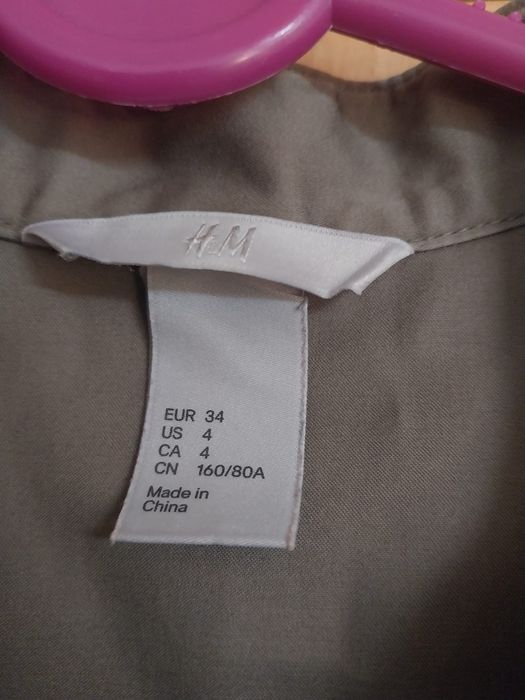 H&M
EUR 34
US 4
CA 4
CN 160/80A
Made in
China